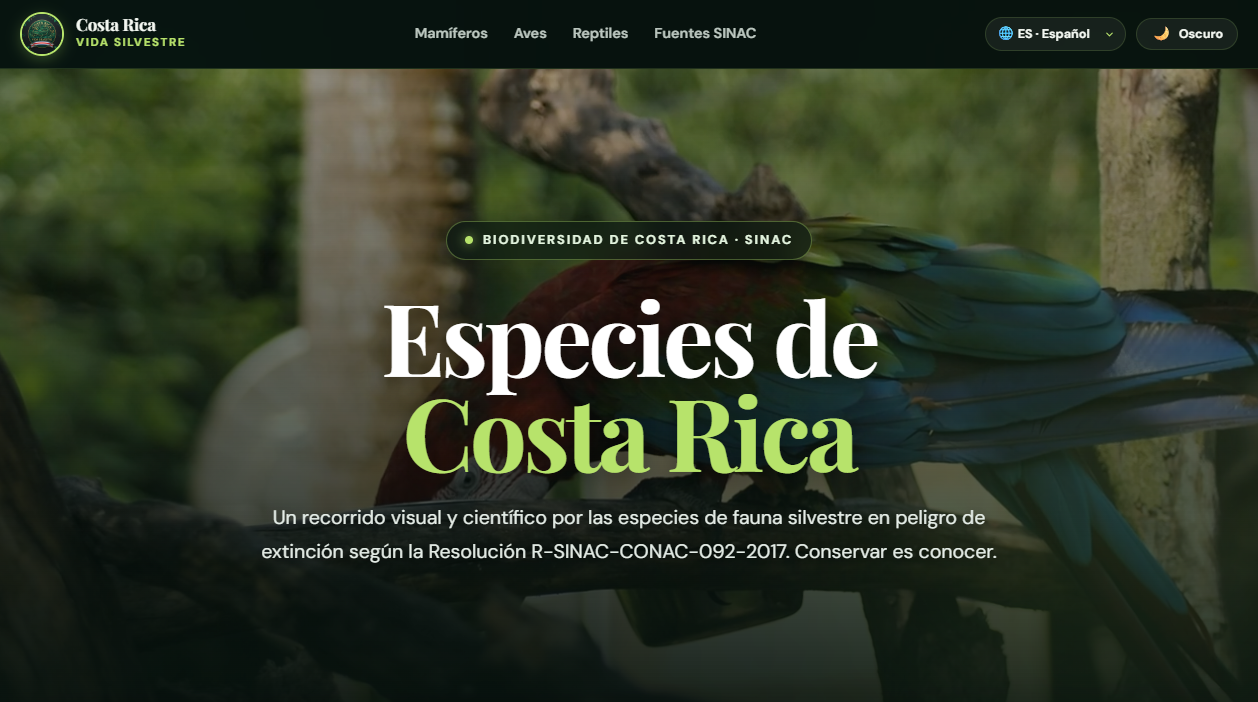 Costa Rica
VIDA SILVESTRE
Mamíferos Aves Reptiles Fuentes SINAC
ES · Español
Oscuro
BIODIVERSIDAD DE COSTA RICA · SINAC
Especies de
Costa Rica
Un recorrido visual y científico por las especies de fauna silvestre en peligro de
extinción según la Resolución R-SINAC-CONAC-092-2017. Conservar es conocer.